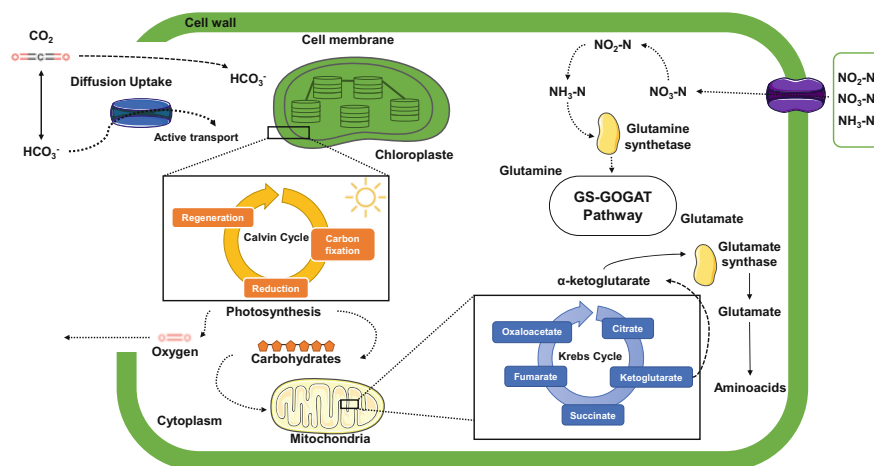 Cell wall
CO2
C
Cell membrane
HCO3-
Diffusion Uptake
Active transport
HCO3-
Chloroplaste
NO2-N
NH3-N
NO3-N
Glutamine
synthetase
NO2-N
NO3-N
NH3-N
Glutamine
GS-GOGAT
Pathway
Glutamate
Regeneration
Calvin Cycle
Carbon
fixation
Reduction
Photosynthesis
Oxygen
Carbohydrates
Cytoplasm
Mitochondria
α-ketoglutarate
Glutamate
synthase
Glutamate
Aminoacids
Oxaloacetate
Citrate
Krebs Cycle
Fumarate
Ketoglutarate
Succinate